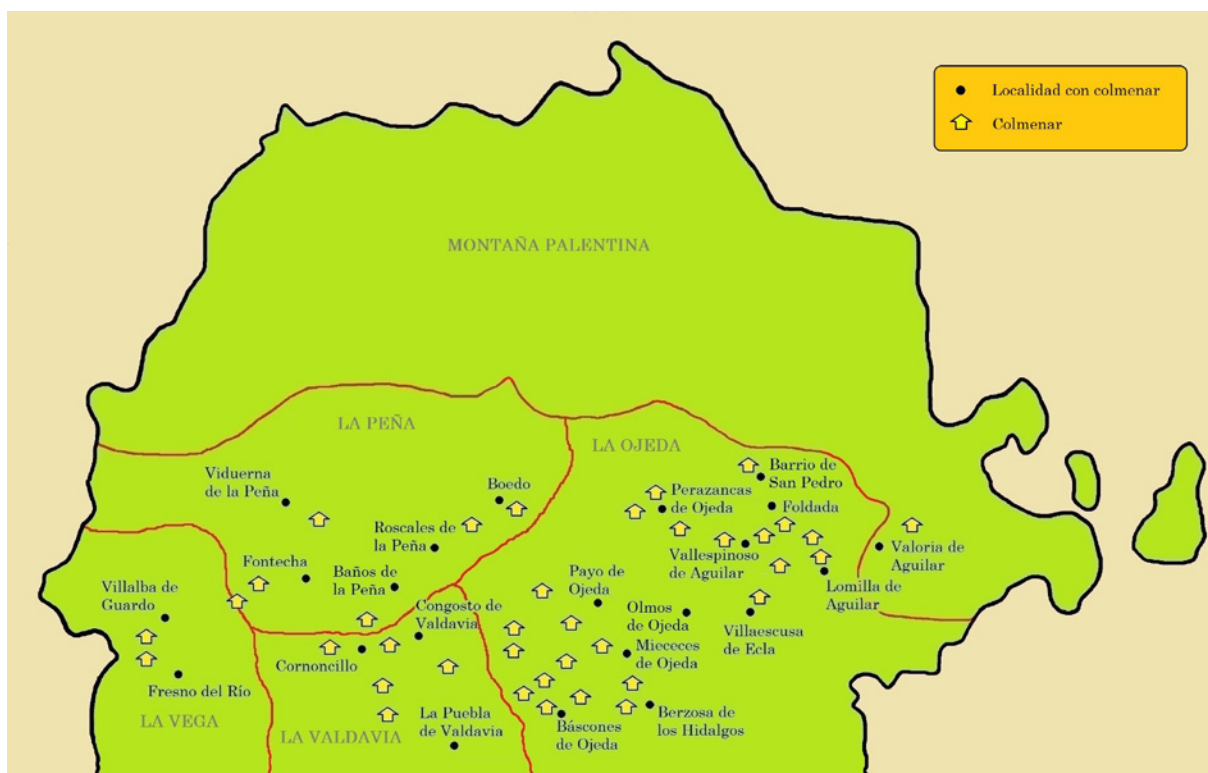 Localidad con colmenar
Colmenar
MONTAÑA PALENTINA
LA PEÑA
LA OJEDA
Viduerna
de la Peña
Boedo
Barrio de
San Pedro
Perazancas
de Ojeda
Foldada
Roscales de
la Peña
Vallespinoso
de Aguilar
Valoria de
Aguilar
Fontecha
Baños de
la Peña
Payo de
Ojeda
Lomilla de
Aguilar
Villalba de
Guardo
Congosto de
Valdavia
Olmos
de Ojeda
Villaescusa
de Ecla
Cornoncillo
Miececes
de Ojeda
Fresno del Río
LA VEGA
LA VALDAVIA
La Puebla
de Valdavia
Báscones
de Ojeda
Berzosa de
los Hidalgos